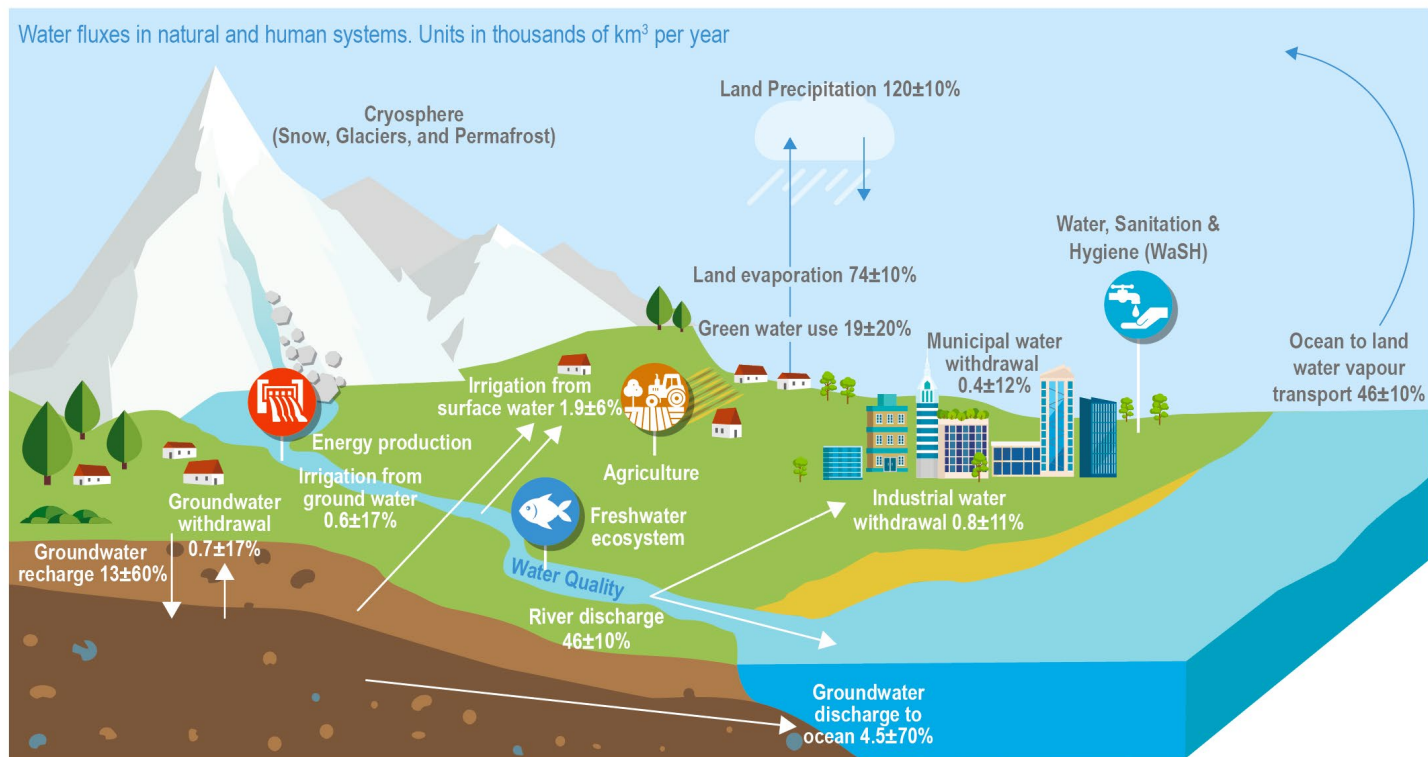 Water fluxes in natural and human systems. Units in thousands of km³ per year
Land Precipitation 120±10%
Cryosphere
(Snow, Glaciers, and Permafrost)
Water, Sanitation &
Hygiene (WaSH)
Land evaporation 74±10%
Green water use 19±20%
Municipal water
withdrawal
0.4±12%
Ocean to land
water vapour
transport 46±10%
Irrigation from
surface water 1.9±6%
Energy production
Agriculture
Irrigation from
ground water
0.6±17%
Groundwater
withdrawal
0.7±17%
Industrial water
withdrawal 0.8±11%
Freshwater
ecosystem
Groundwater
recharge 13±60%
Water Quality
River discharge
46±10%
Groundwater
discharge to
ocean 4.5±70%